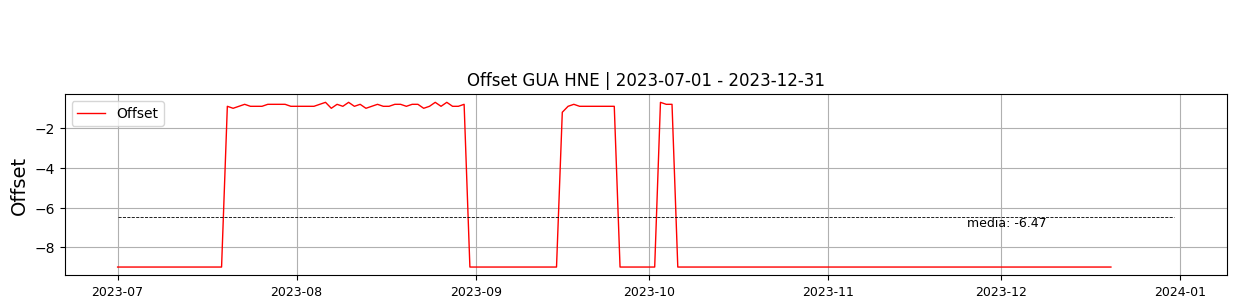 Offset GUA HNE | 2023-07-01 - 2023-12-31
Offset
Offset
−2
−4
−6
−8
media: -6.47
2023-07
2023-08
2023-09
2023-10
2023-11
2023-12
2024-01